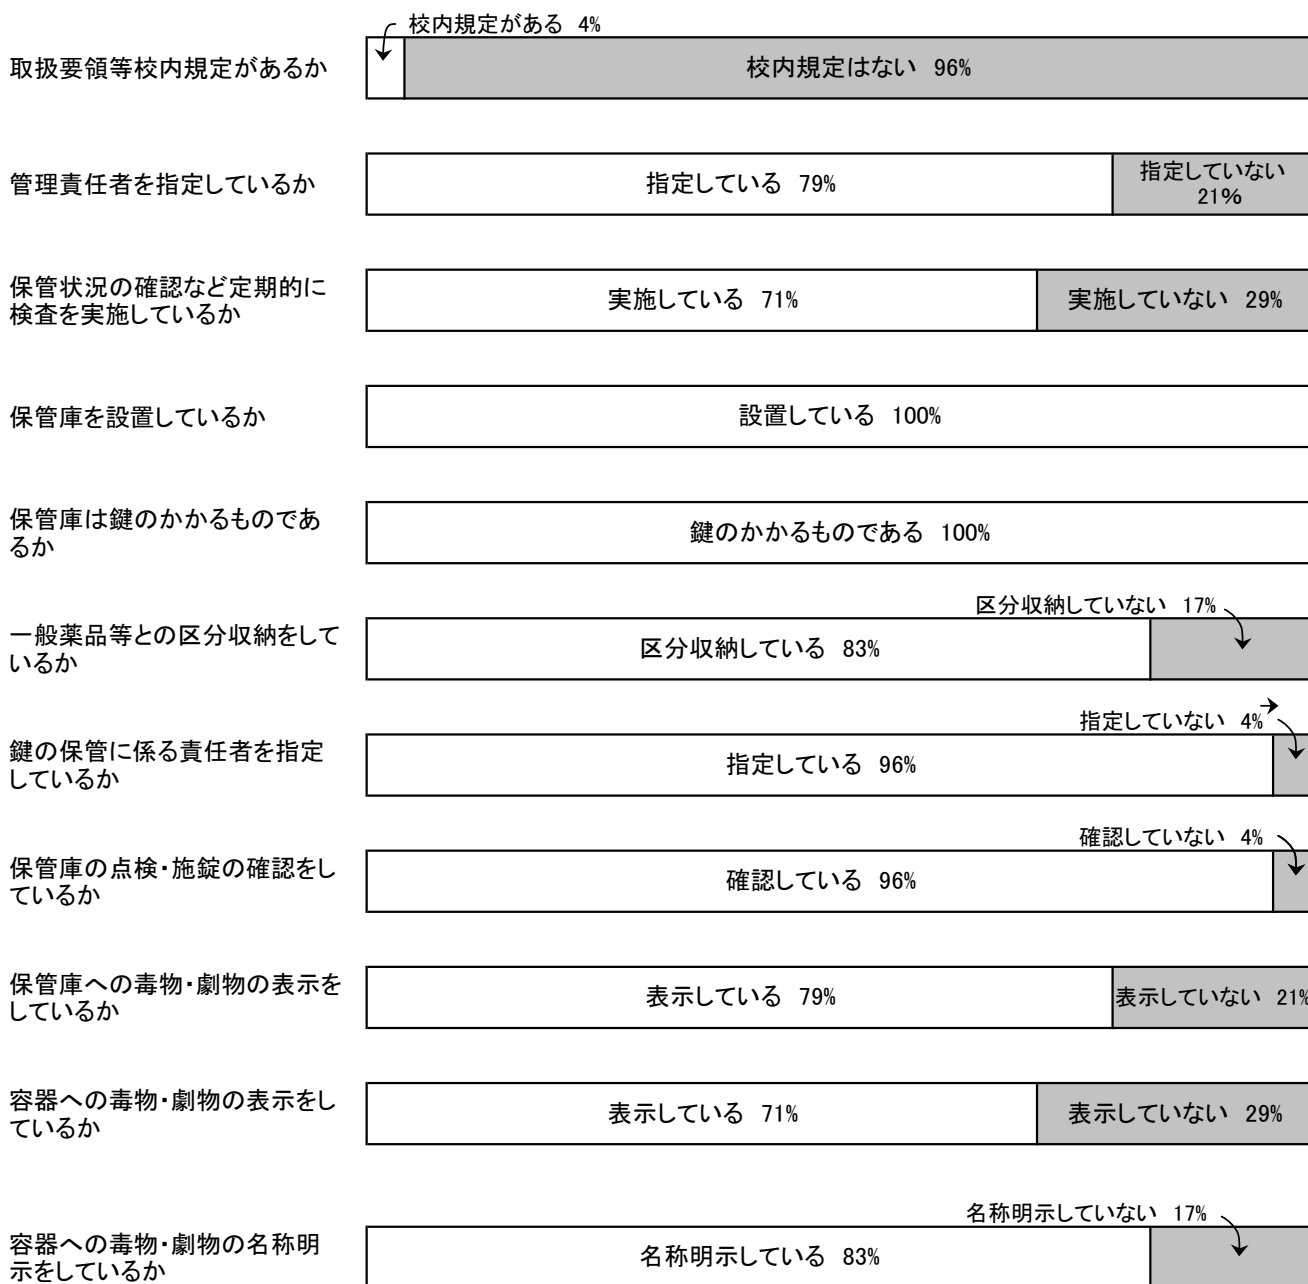 校内規定がある 4%
取扱要領等校内規定があるか
校内規定はない 96%
管理責任者を指定しているか
指定している 79%
指定していない
21%
保管状況の確認など定期的に
検査を実施しているか
実施している 71%
実施していない 29%
保管庫を設置しているか
設置している 100%
保管庫は鍵のかかるものであ
るか
鍵のかかるものである 100%
一般薬品等との区分収納をして
いるか
区分収納していない 17%
区分収納している 83%
鍵の保管に係る責任者を指定
しているか
指定していない 4%
指定している 96%
保管庫の点検・施錠の確認をし
ているか
確認していない 4%
確認している 96%
保管庫への毒物・劇物の表示を
しているか
表示している 79%
表示していない 21%
容器への毒物・劇物の表示をし
ているか
表示している 71%
表示していない 29%
容器への毒物・劇物の名称明
示をしているか
名称明示していない 17%
名称明示している 83%